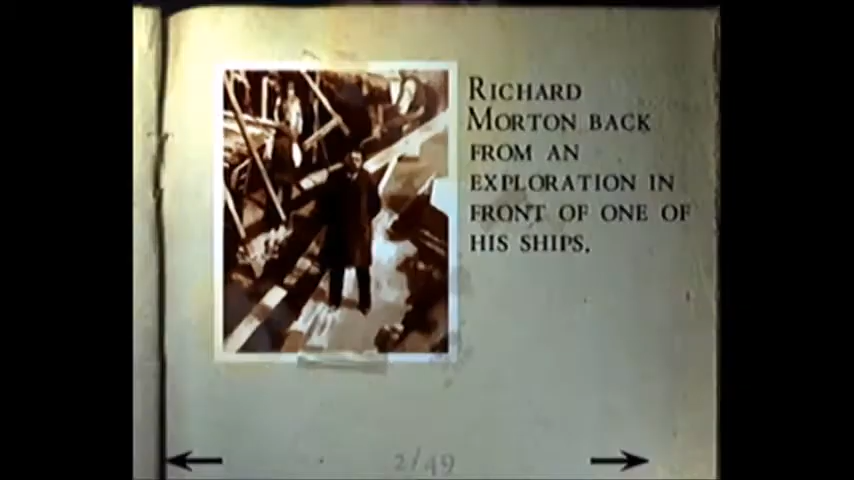 RICHARD
MORTON BACK
FROM AN
EXPLORATION IN
FRONT OF ONE OF
HIS SHIPS.
2/49